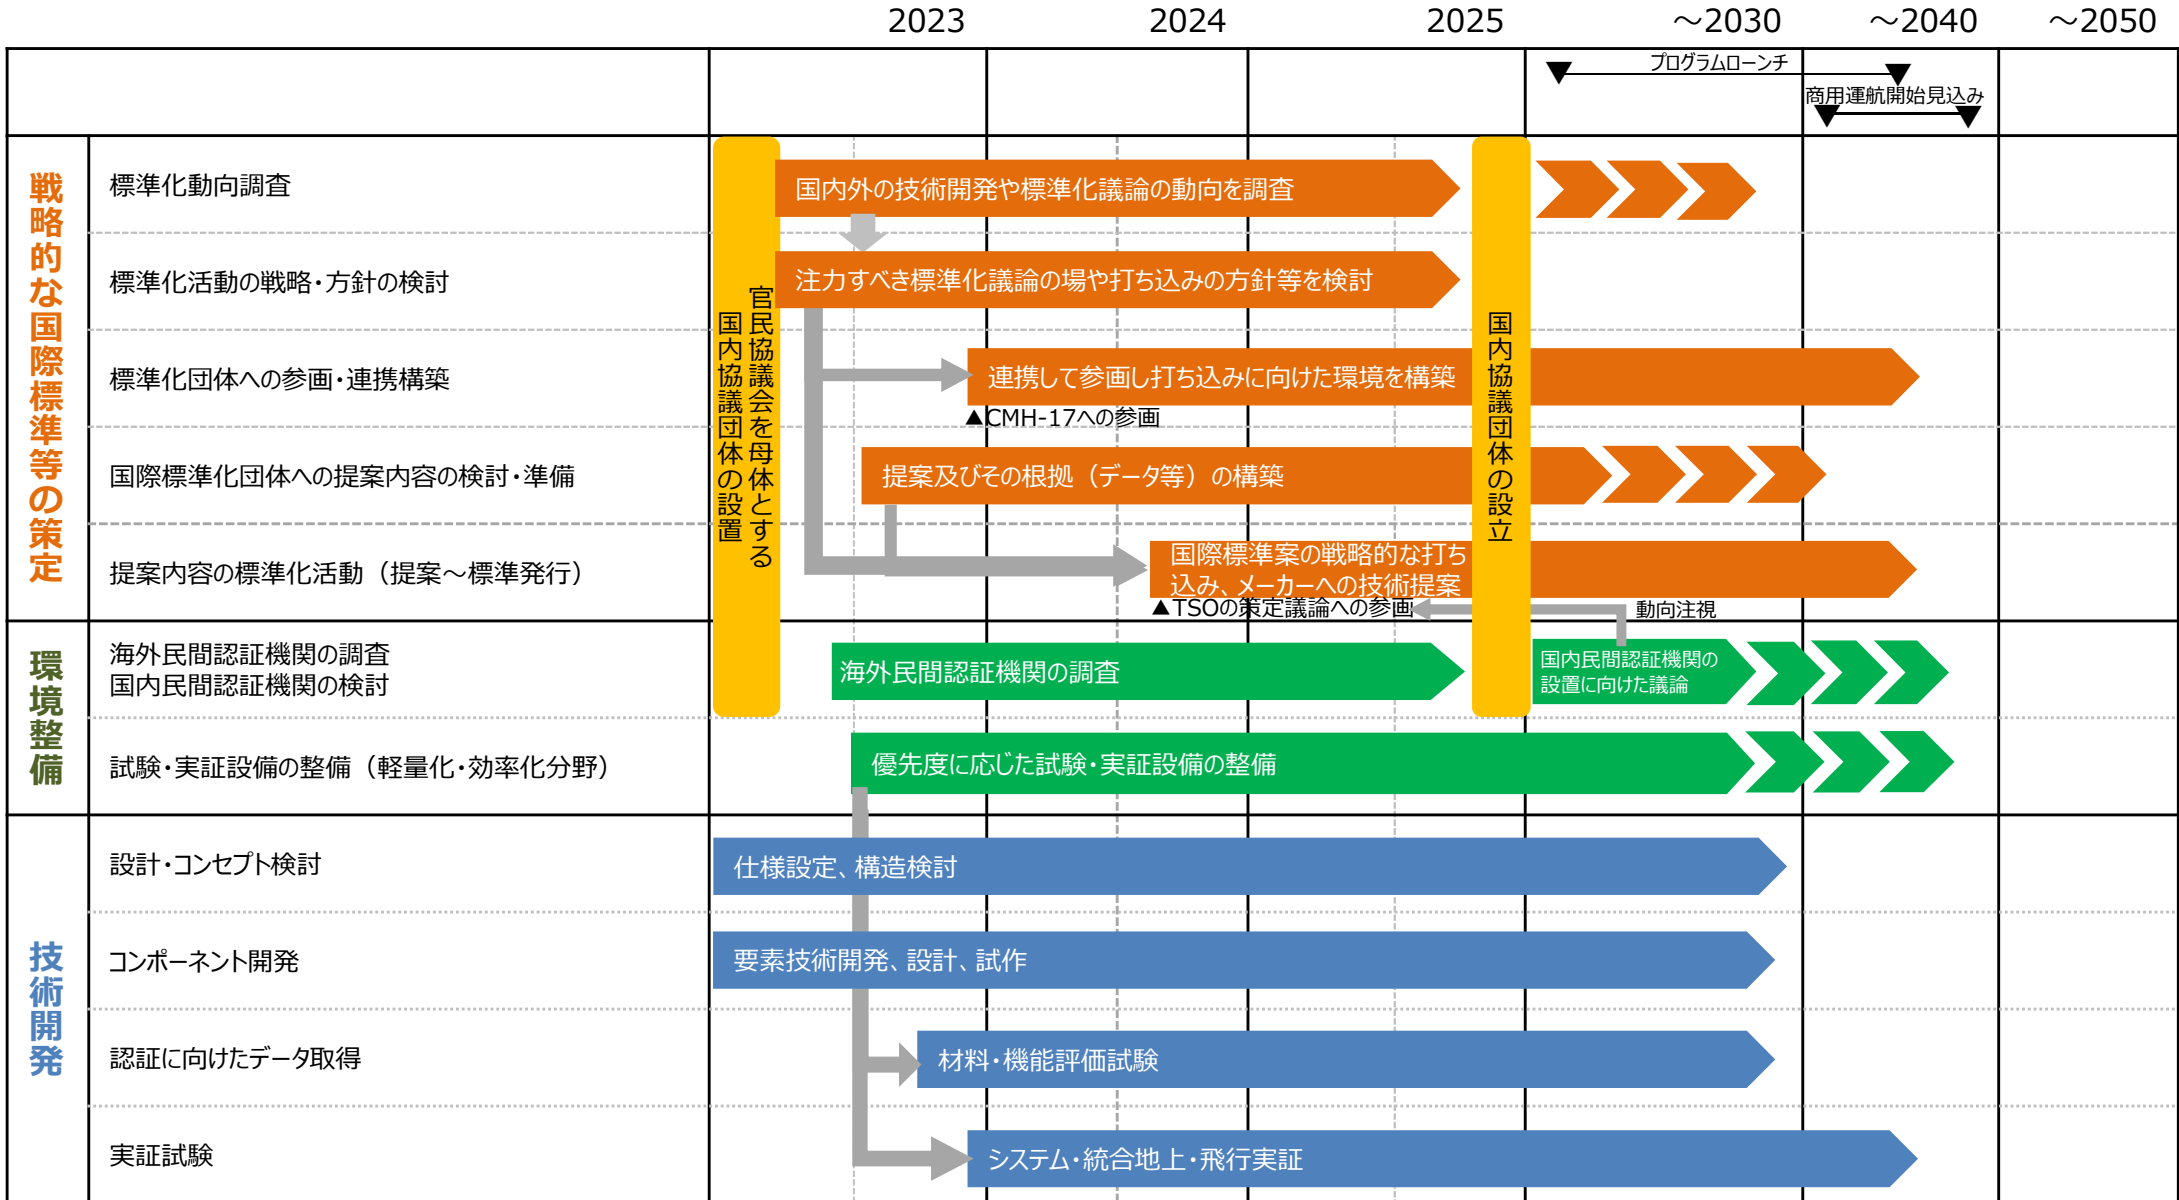 2023 2024 2025 ～2030 ～2040 ～2050
プログラムローンチ
商用運航開始見込み
戦略的な国際標準等の策定
官民協議会を母体とする
国内協議団体の設置
国内協議団体の設立
標準化動向調査
国内外の技術開発や標準化議論の動向を調査
標準化活動の戦略・方針の検討
注力すべき標準化議論の場や打ち込みの方針等を検討
標準化団体への参画・連携構築
連携して参画し打ち込みに向けた環境を構築
▲CMH-17への参画
国際標準化団体への提案内容の検討・準備
提案及びその根拠（データ等）の構築
提案内容の標準化活動（提案～標準発行）
国際標準案の戦略的な打ち
込み、メーカーへの技術提案
▲TSOの策定議論への参画
動向注視
環境整備
海外民間認証機関の調査
国内民間認証機関の検討
海外民間認証機関の調査
国内民間認証機関の
設置に向けた議論
試験・実証設備の整備（軽量化・効率化分野）
優先度に応じた試験・実証設備の整備
技術開発
設計・コンセプト検討
仕様設定、構造検討
コンポーネント開発
要素技術開発、設計、試作
認証に向けたデータ取得
材料・機能評価試験
実証試験
システム・統合地上・飛行実証